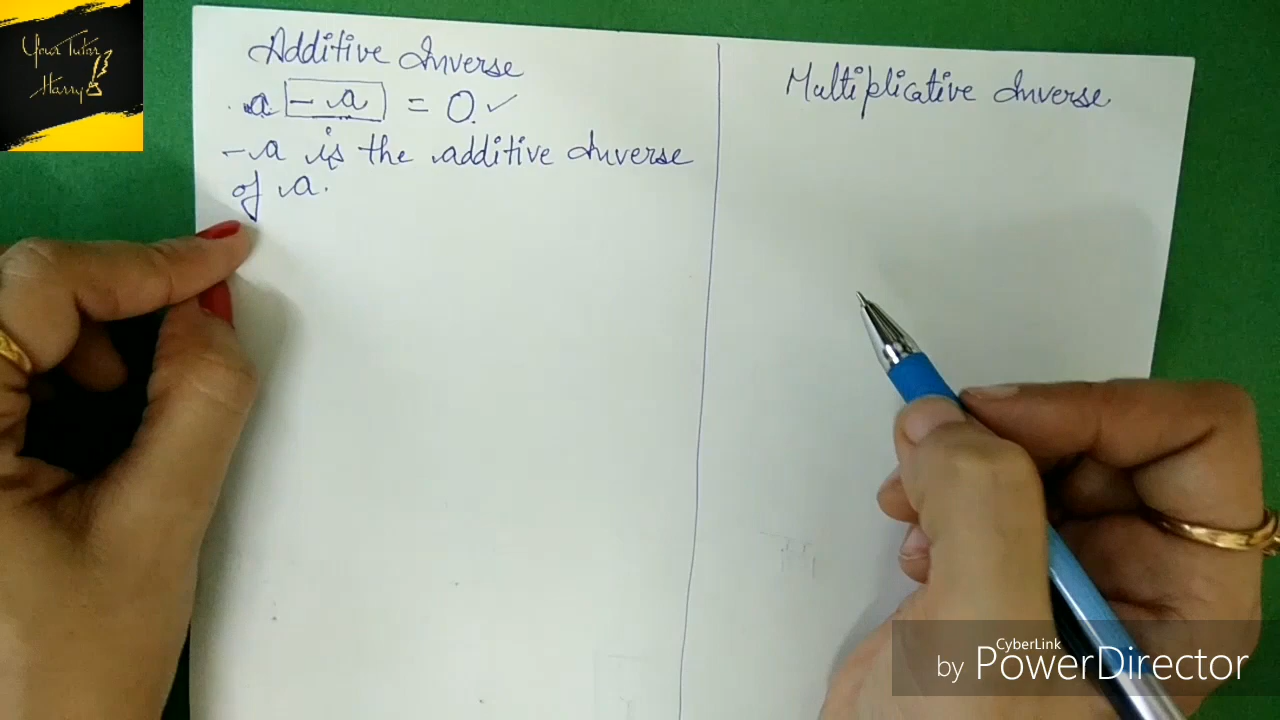 Your Tutor
Harry
Additive Inverse
a - a = 0.✓
-a is the additive Inverse
of a.
Multiplicative Inverse
CyberLink
by PowerDirector